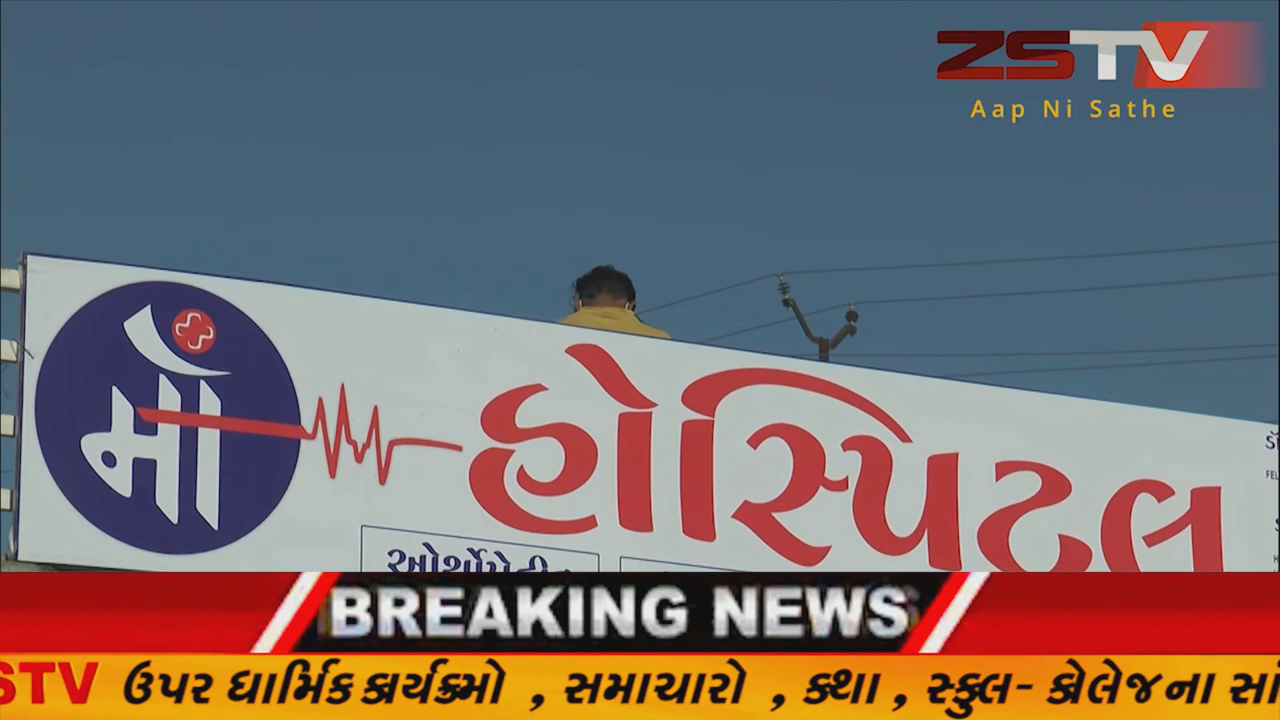 ZSTV
Aap Ni Sathe
માઁ હોસ્પિટલ
BREAKING NEWS
STV ઉપર ધાર્મિક કાર્યક્રમો , સમાચારો , કથા , સ્કુલ- કોલેજના